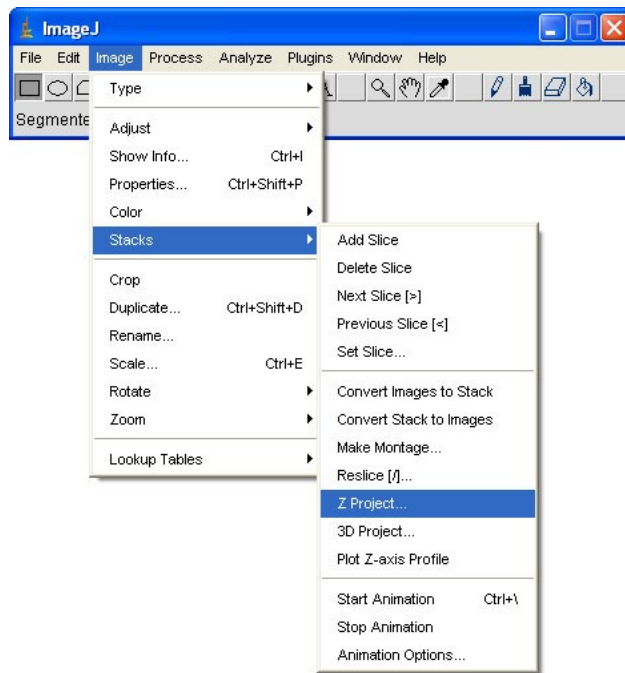 ImageJ
File Edit Image Process Analyze Plugins Window Help
Segmente
Type
Adjust
Show Info... Ctrl+I
Properties... Ctrl+Shift+P
Color
Stacks
Crop
Duplicate... Ctrl+Shift+D
Rename...
Scale... Ctrl+E
Rotate
Zoom
Lookup Tables
Add Slice
Delete Slice
Next Slice [>]
Previous Slice [<]
Set Slice...
Convert Images to Stack
Convert Stack to Images
Make Montage...
Reslice [/]...
Z Project...
3D Project...
Plot Z-axis Profile
Start Animation Ctrl+\
Stop Animation
Animation Options...